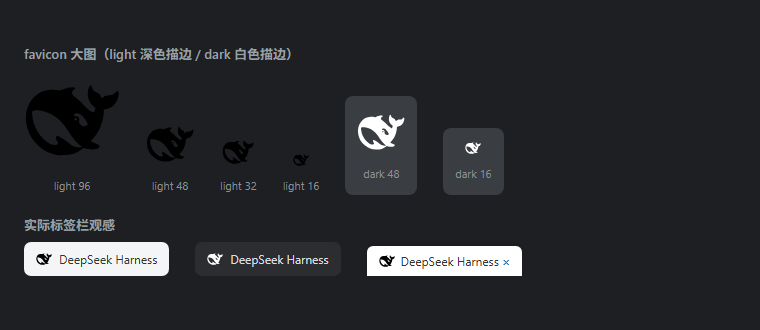 favicon 大图（light 深色描边 / dark 白色描边）
light 96
light 48
light 32
light 16
dark 48
dark 16
实际标签栏观感
DeepSeek Harness
DeepSeek Harness
DeepSeek Harness ×